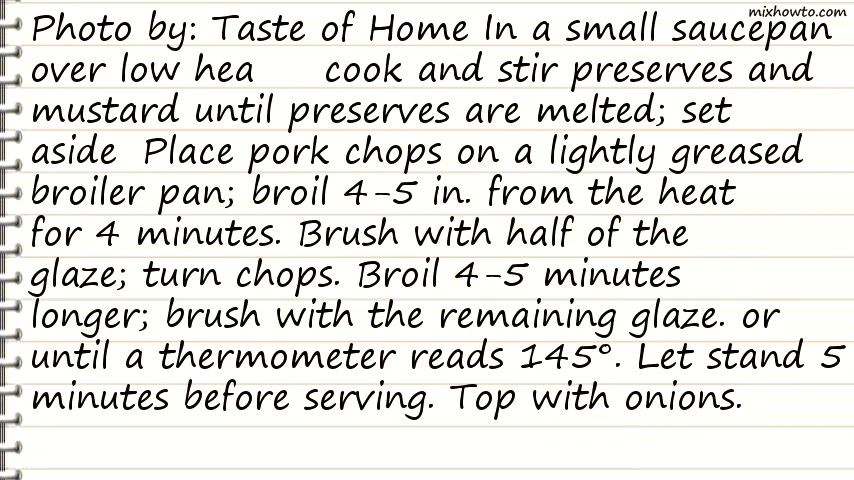 mixhowto.com
Photo by: Taste of Home In a small saucepan
over low hea cook and stir preserves and
mustard until preserves are melted; set
aside Place pork chops on a lightly greased
broiler pan; broil 4-5 in. from the heat
for 4 minutes. Brush with half of the
glaze; turn chops. Broil 4-5 minutes
longer; brush with the remaining glaze. or
until a thermometer reads 145°. Let stand 5
minutes before serving. Top with onions.